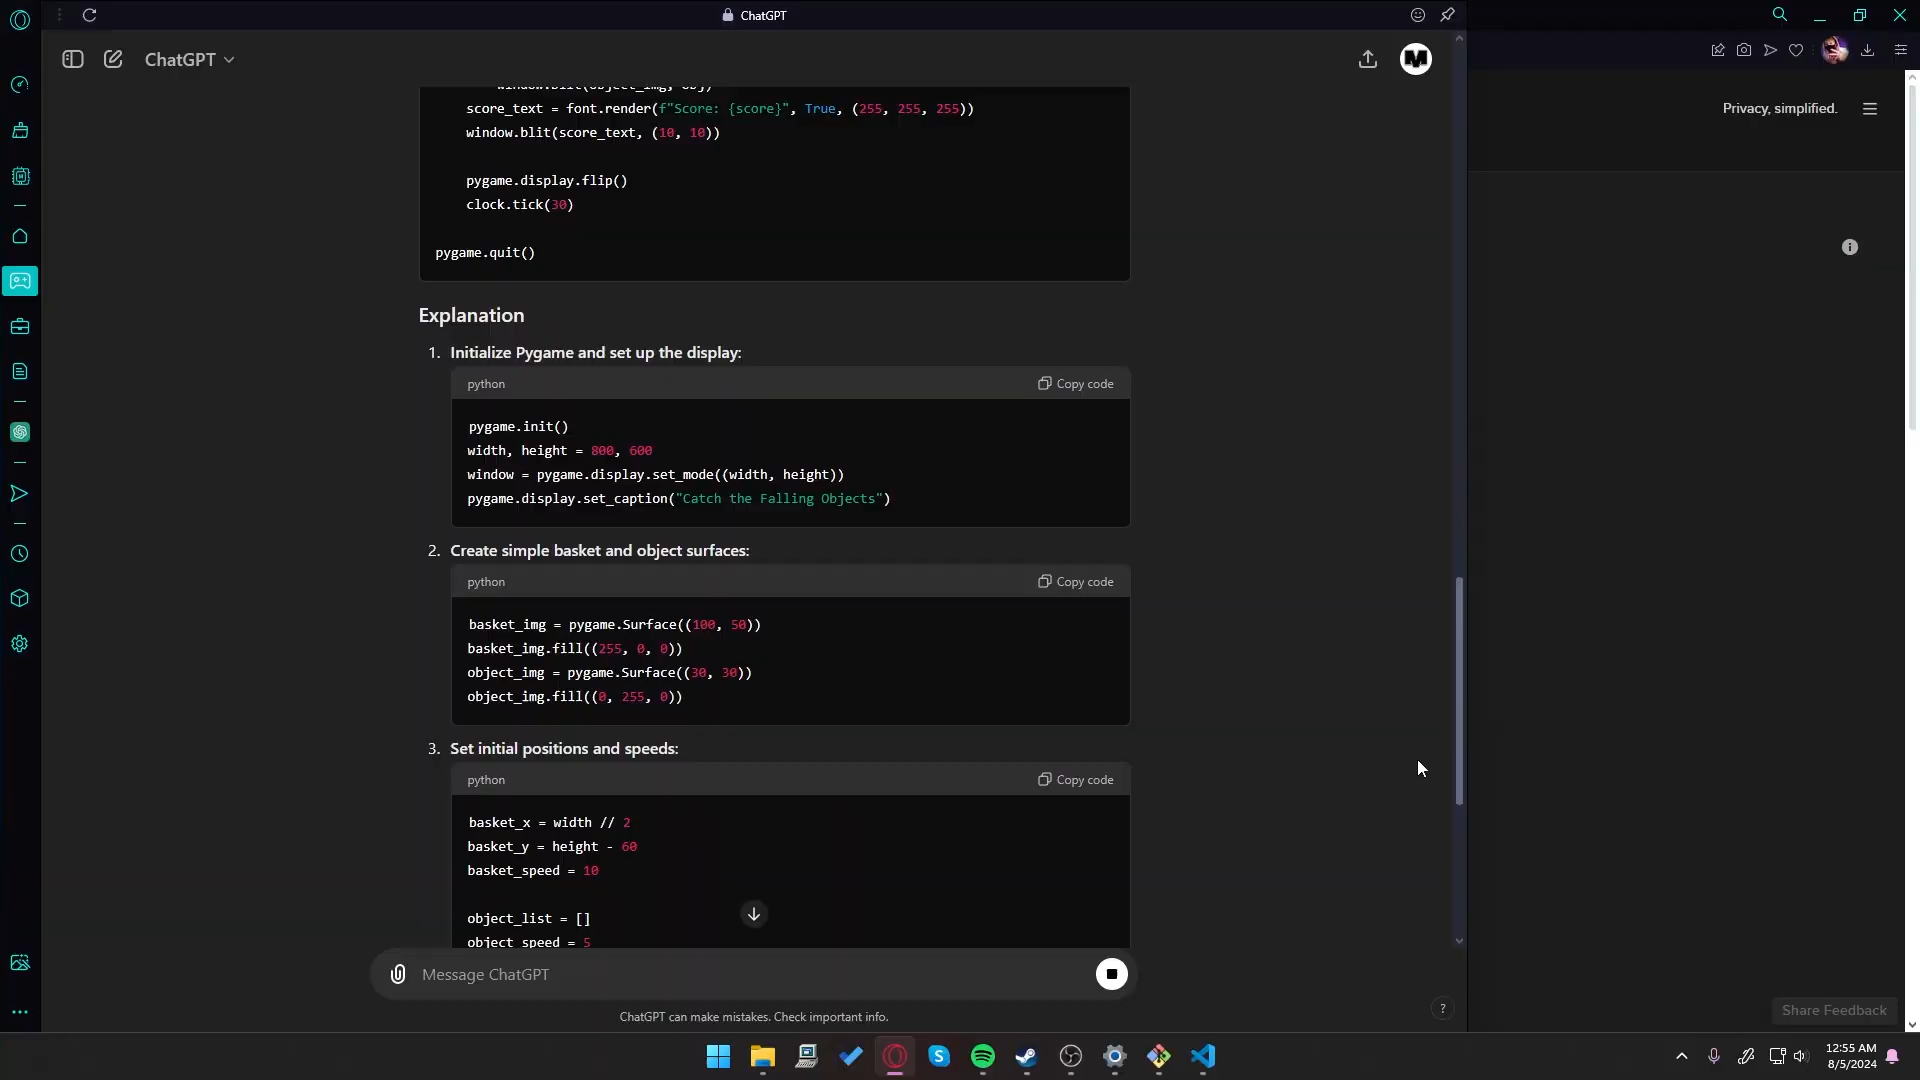 ChatGPT
ChatGPT
Privacy, simplified.
window.blit(object_img, obj)
score_text = font.render(f"Score: {score}", True, (255, 255, 255))
window.blit(score_text, (10, 10))
pygame.display.flip()
clock.tick(30)
pygame.quit()
Explanation
1. Initialize Pygame and set up the display:
python
Copy code
pygame.init()
width, height = 800, 600
window = pygame.display.set_mode((width, height))
pygame.display.set_caption("Catch the Falling Objects")
2. Create simple basket and object surfaces:
python
Copy code
basket_img = pygame.Surface((100, 50))
basket_img.fill((255, 0, 0))
object_img = pygame.Surface((30, 30))
object_img.fill((0, 255, 0))
3. Set initial positions and speeds:
python
Copy code
basket_x = width // 2
basket_y = height - 60
basket_speed = 10
object_list = []
object_speed = 5
Message ChatGPT
ChatGPT can make mistakes. Check important info.
?
Share Feedback
12:55 AM
8/5/2024